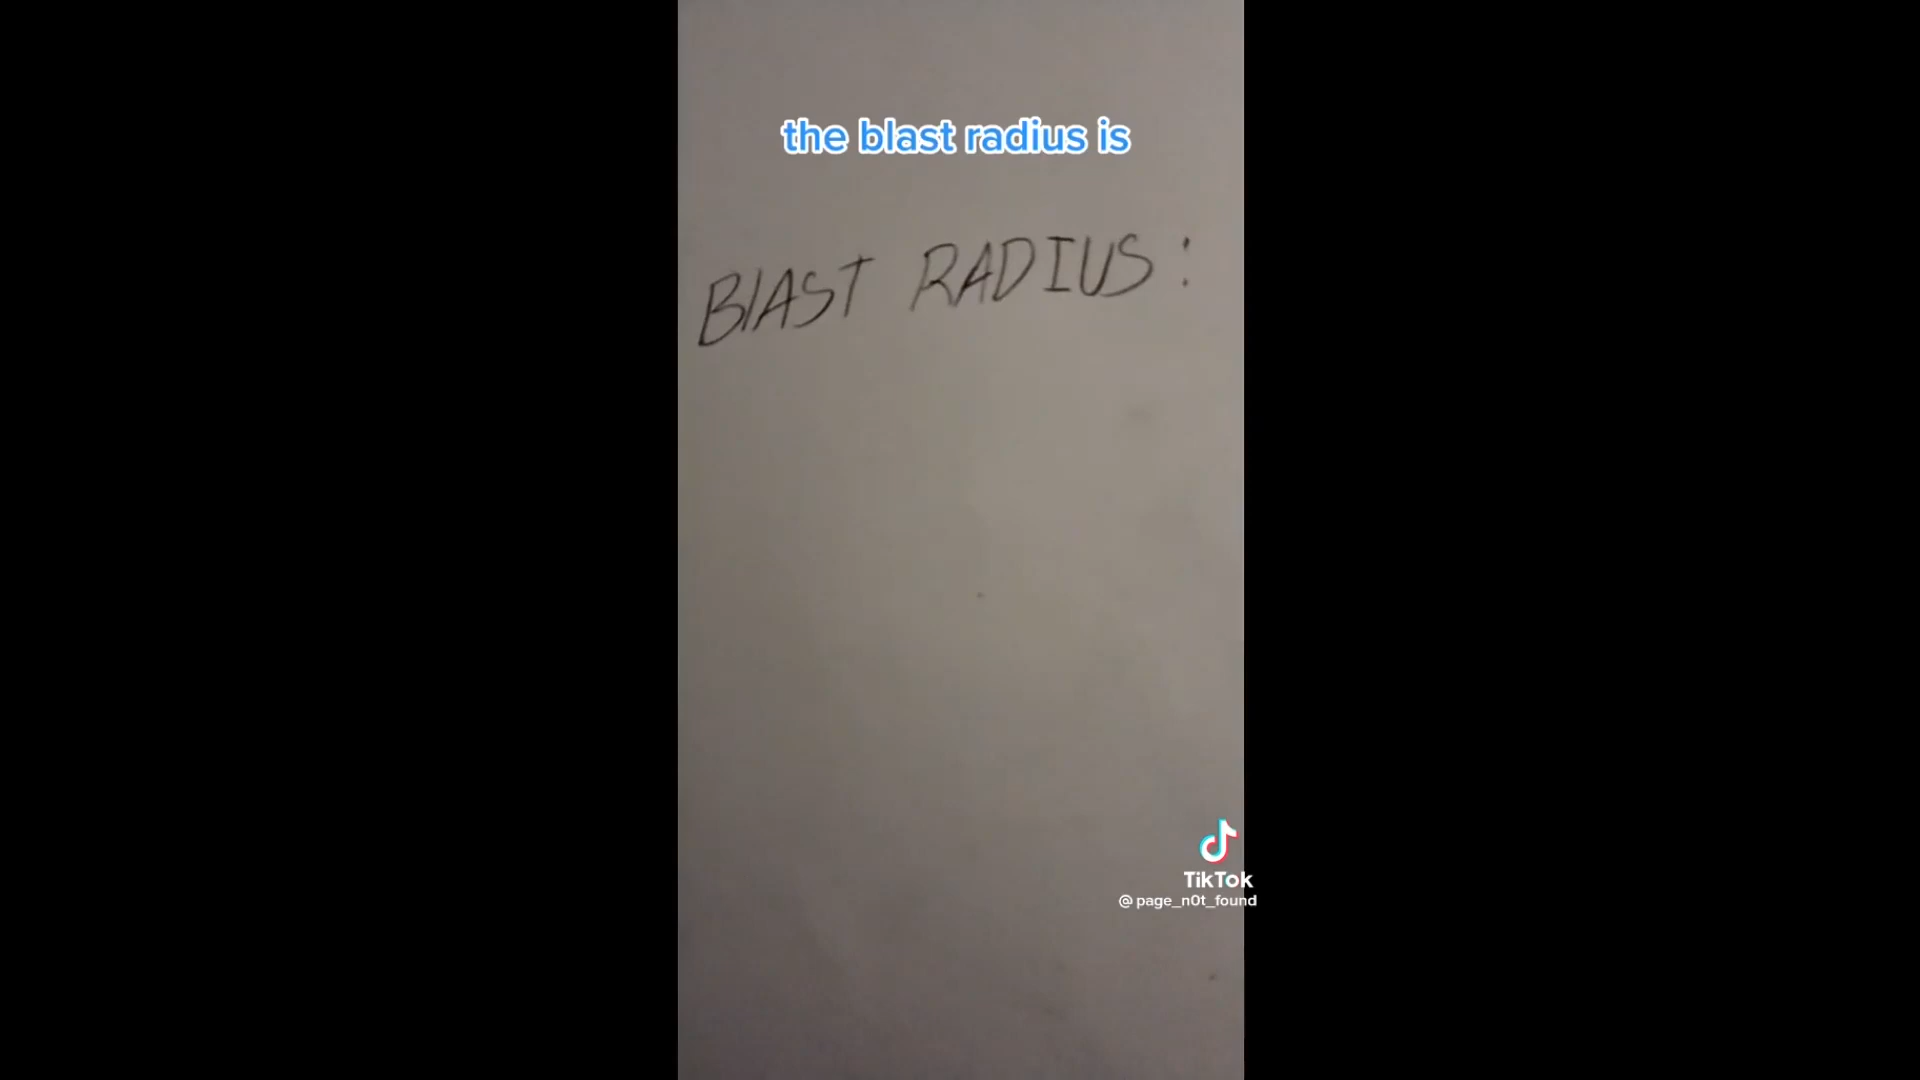 the blast radius is
BLAST RADIUS:
TikTok
@page_n0t_found